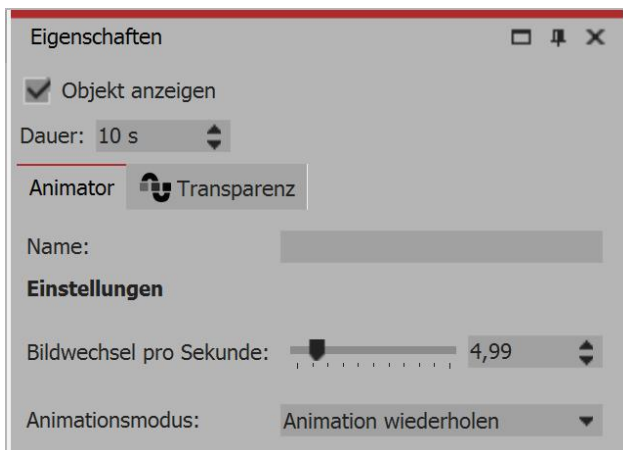 Eigenschaften
Objekt anzeigen
Dauer: 10 s
Animator Transparenz
Name:
Einstellungen
Bildwechsel pro Sekunde: 4,99
Animationsmodus: Animation wiederholen